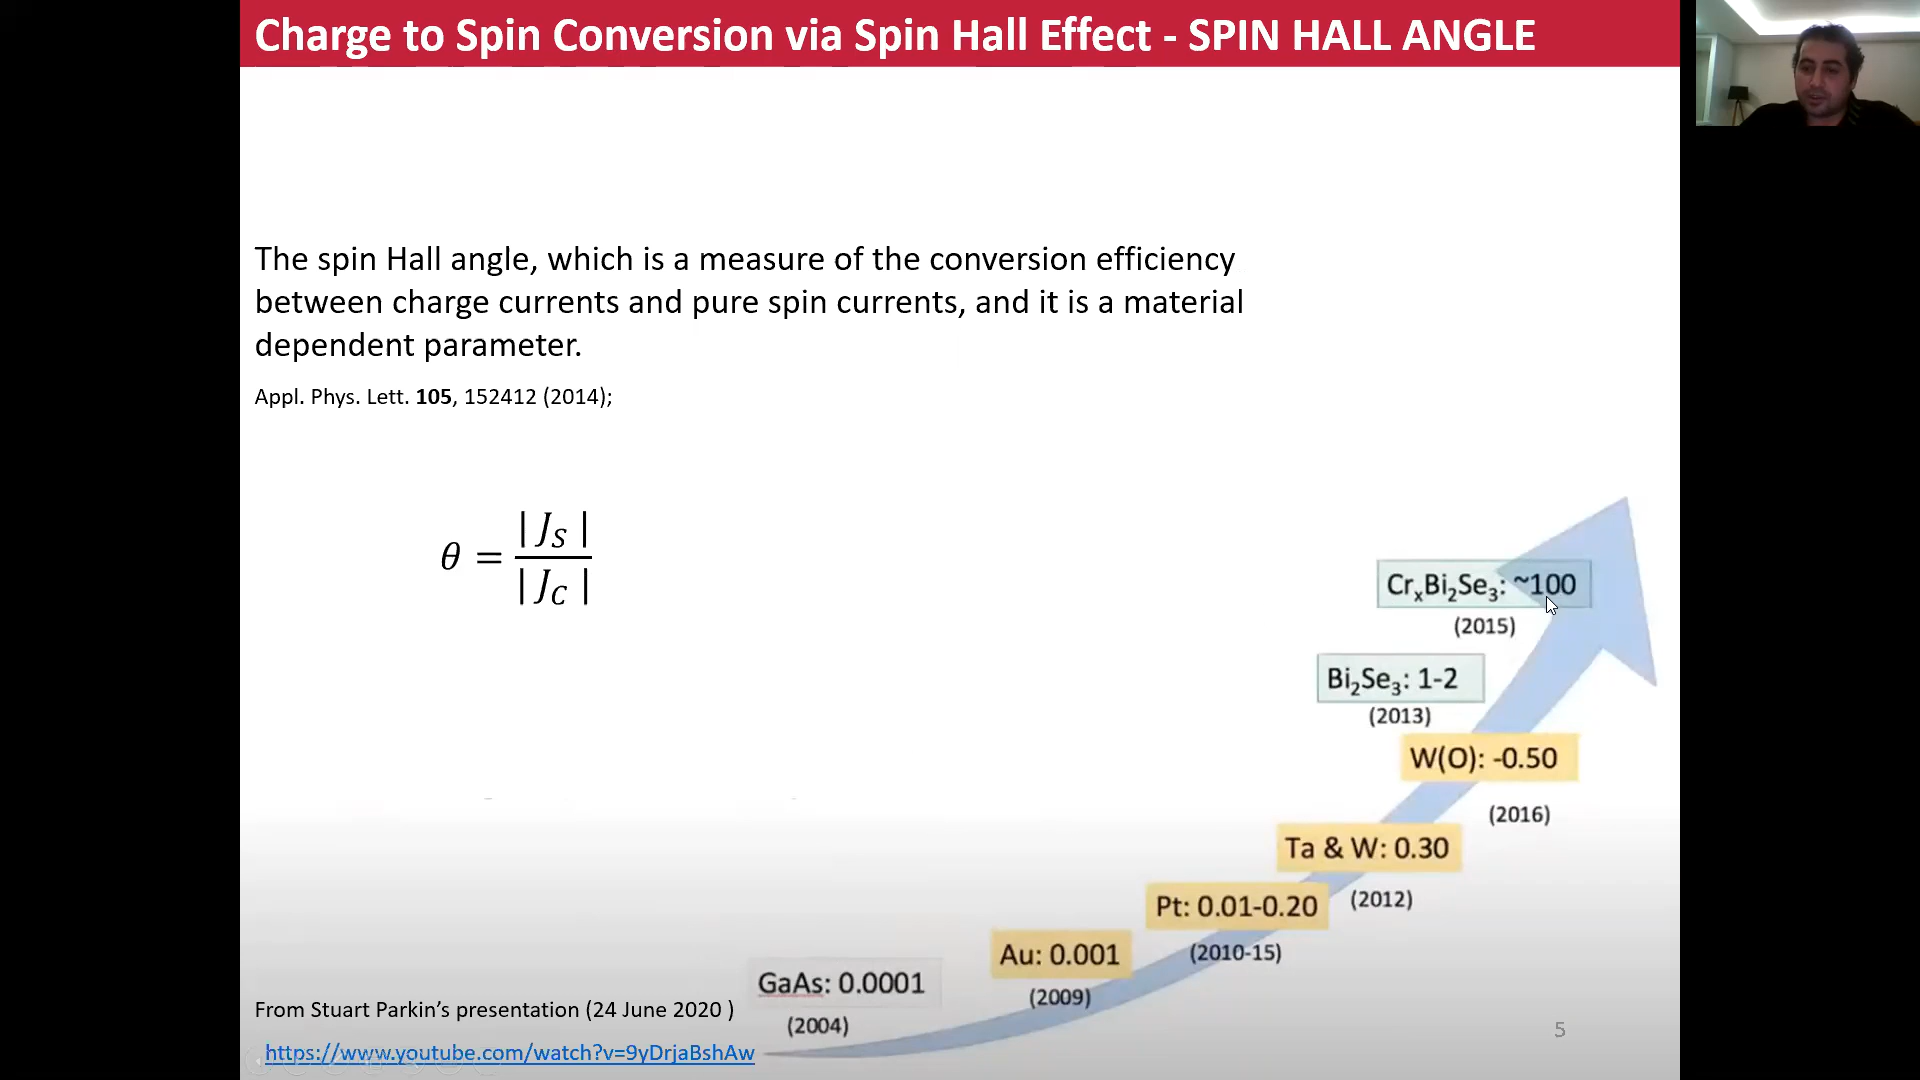 Charge to Spin Conversion via Spin Hall Effect - SPIN HALL ANGLE
The spin Hall angle, which is a measure of the conversion efficiency
between charge currents and pure spin currents, and it is a material
dependent parameter.
Appl. Phys. Lett. 105, 152412 (2014);
θ = | J_S | / | J_C |
CrₓBi₂Se₃: ~100
(2015)
Bi₂Se₃: 1-2
(2013)
W(O): -0.50
(2016)
Ta & W: 0.30
(2012)
Pt: 0.01-0.20
(2010-15)
Au: 0.001
(2009)
GaAs: 0.0001
(2004)
From Stuart Parkin’s presentation (24 June 2020 )
https://www.youtube.com/watch?v=9yDrjaBshAw
5